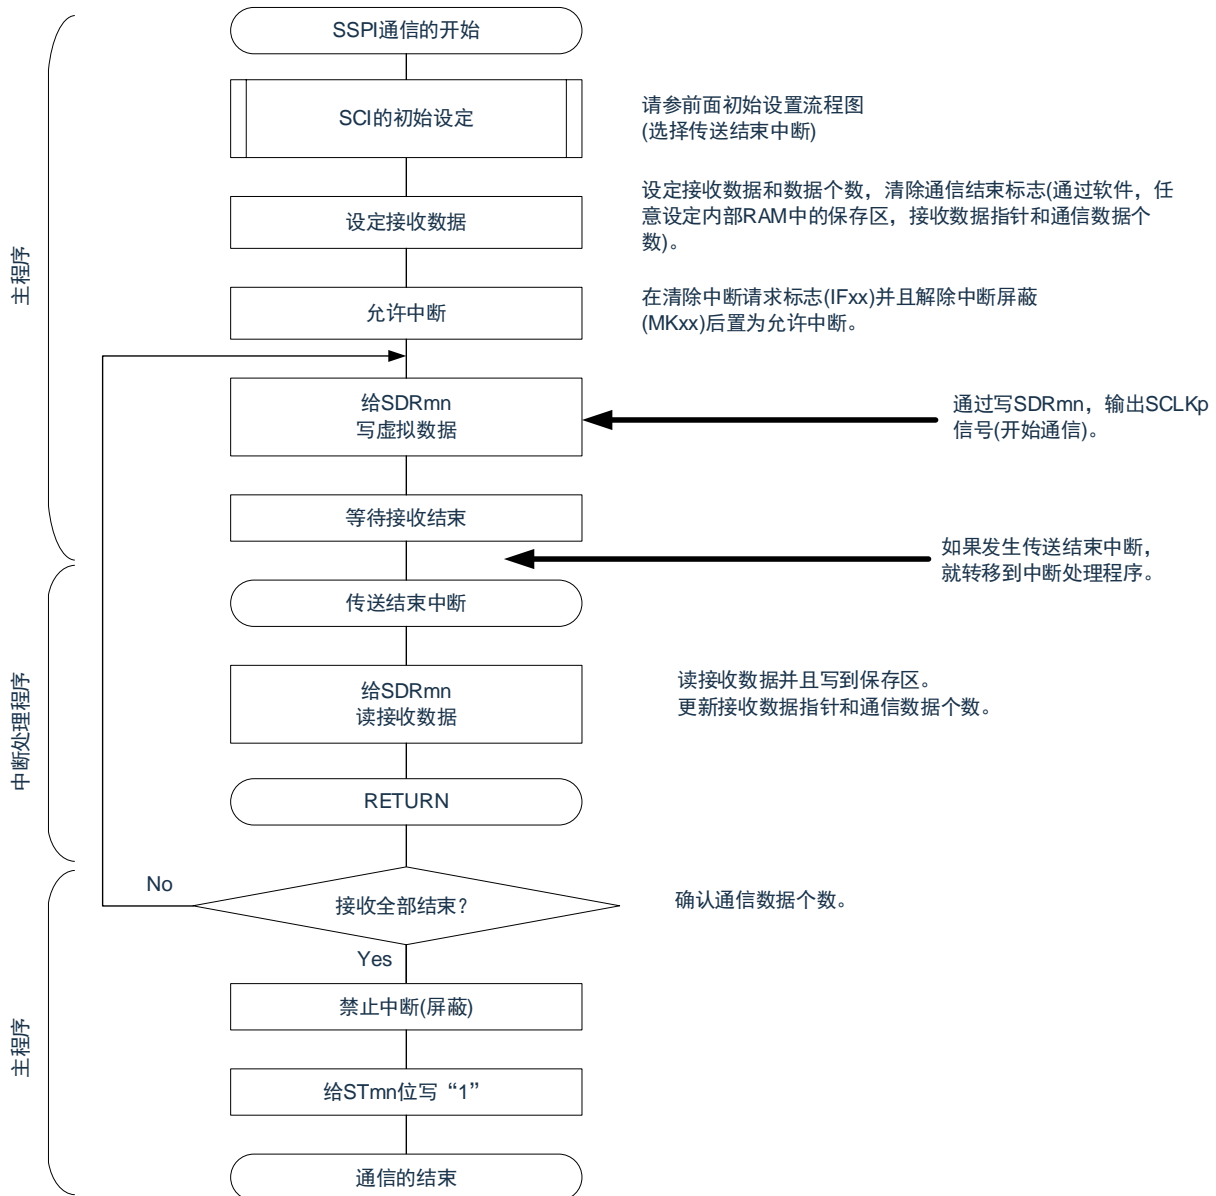 SSPI通信的开始
SCI的初始设定
请参前面初始设置流程图
(选择传送结束中断)
设定接收数据
设定接收数据和数据个数，清除通信结束标志(通过软件，任
意设定内部RAM中的保存区，接收数据指针和通信数据个
数)。
主程序
允许中断
在清除中断请求标志(IFxx)并且解除中断屏蔽
(MKxx)后置为允许中断。
给SDRmn
写虚拟数据
通过写SDRmn，输出SCLKp
信号(开始通信)。
等待接收结束
如果发生传送结束中断，
就转移到中断处理程序。
传送结束中断
中断处理程序
给SDRmn
读接收数据
读接收数据并且写到保存区。
更新接收数据指针和通信数据个数。
RETURN
No
接收全部结束？
确认通信数据个数。
Yes
禁止中断(屏蔽)
主程序
给STmn位写“1”
通信的结束